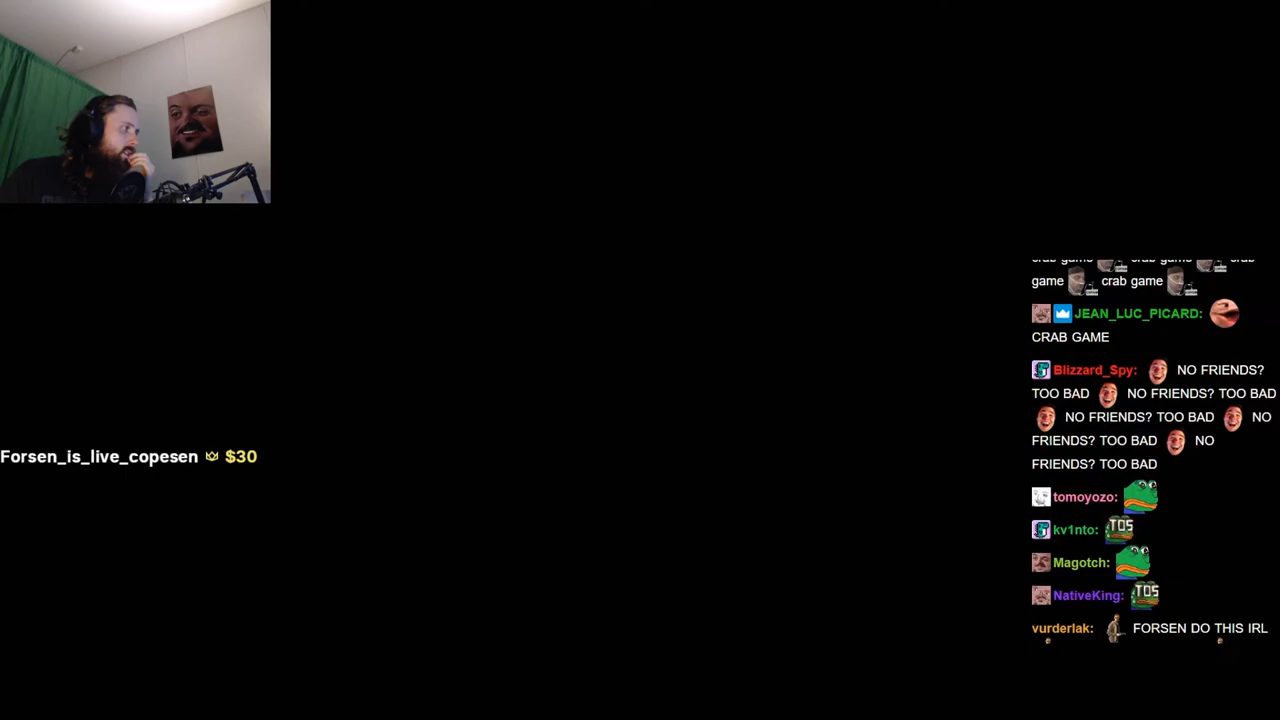 crab game crab game crab
game crab game
JEAN_LUC_PICARD:
CRAB GAME
Blizzard_Spy: NO FRIENDS?
TOO BAD NO FRIENDS? TOO BAD
NO FRIENDS? TOO BAD NO
FRIENDS? TOO BAD NO
FRIENDS? TOO BAD
Forsen_is_live_copesen $30
tomoyozo:
kv1nto: TOS
Magotch:
NativeKing: TOS
vurderlak: FORSEN DO THIS IRL